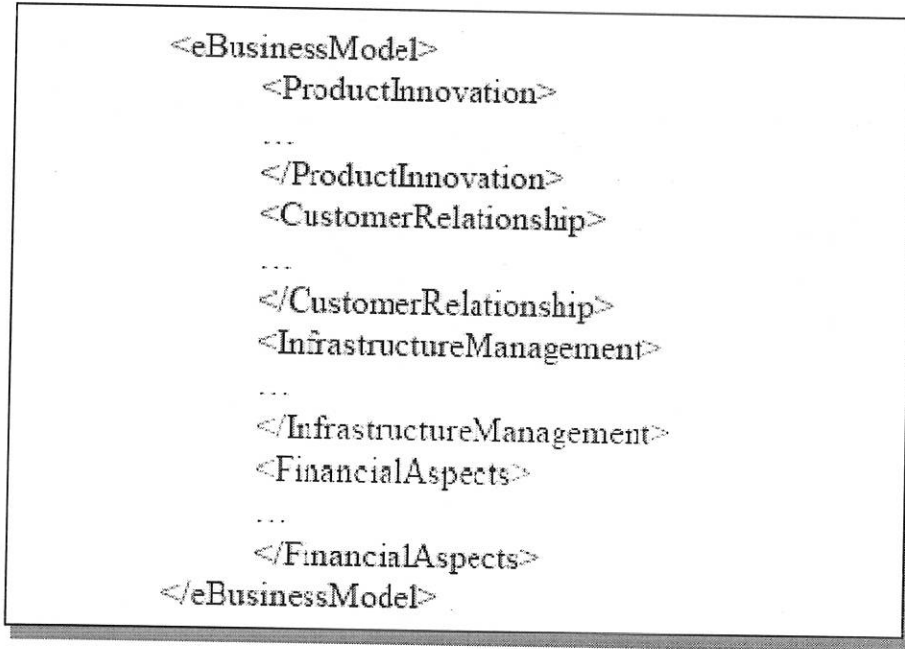 <eBusinessModel>
<ProductInnovation>
...
</ProductInnovation>
<CustomerRelationship>
...
</CustomerRelationship>
<InfrastructureManagement>
...
</InfrastructureManagement>
<FinancialAspects>
...
</FinancialAspects>
</eBusinessModel>